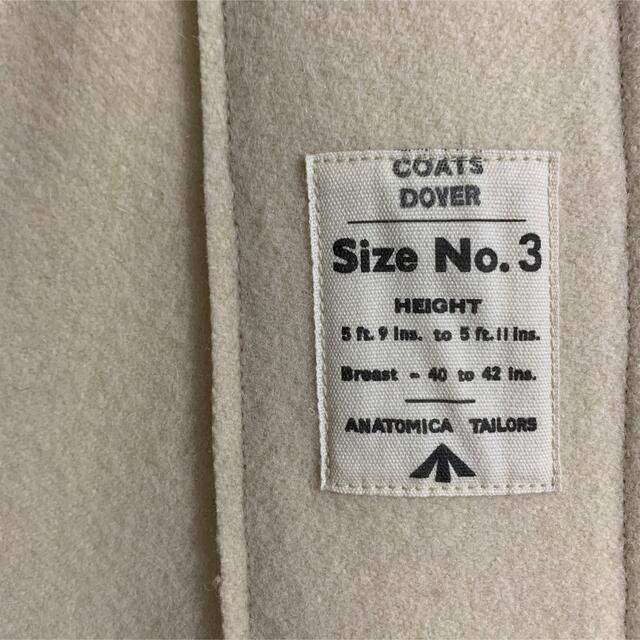 COATS
DOVER
Size No. 3
HEIGHT
5 ft. 9 ins. to 5 ft. 11 ins.
Breast - 40 to 42 ins.
ANATOMICA TAILORS